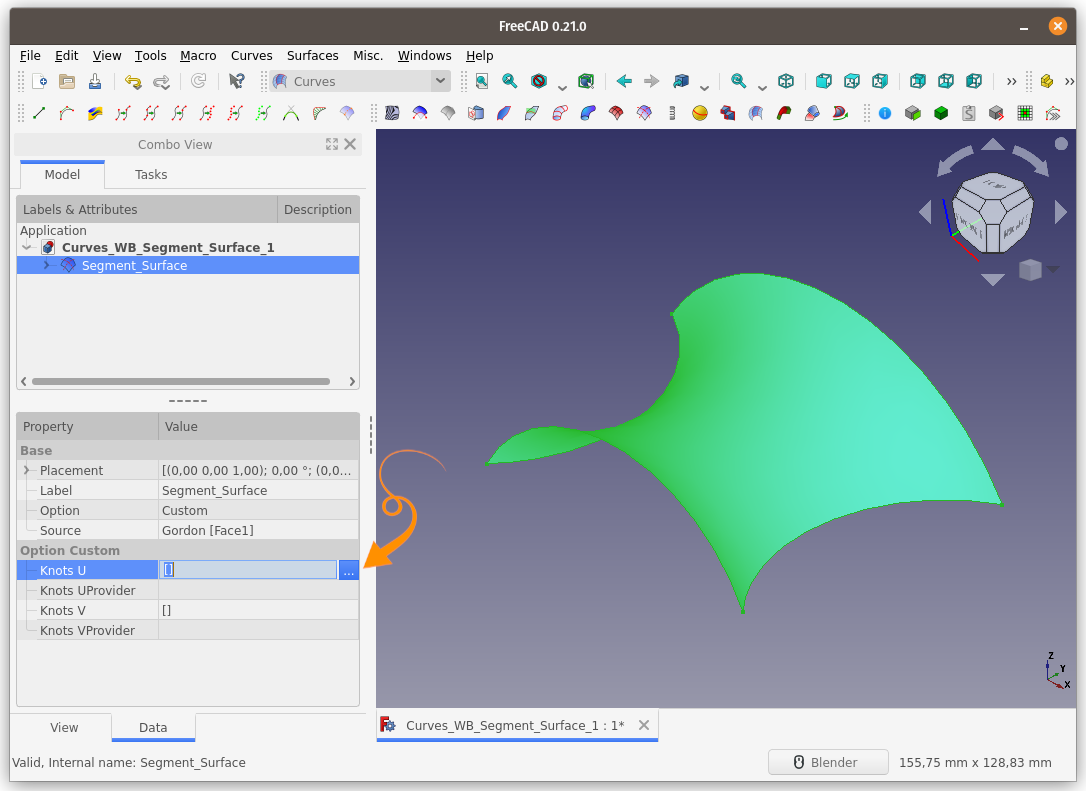 FreeCAD 0.21.0
File Edit View Tools Macro Curves Surfaces Misc. Windows Help
Curves
Combo View
Model Tasks
Labels & Attributes Description
Application
Curves_WB_Segment_Surface_1
Segment_Surface
Property Value
Base
Placement [(0,00 0,00 1,00); 0,00 °; (0,0...
Label Segment_Surface
Option Custom
Source Gordon [Face1]
Option Custom
Knots U [] ...
Knots UProvider
Knots V []
Knots VProvider
Z
Y
X
View Data
Curves_WB_Segment_Surface_1 : 1*
Valid, Internal name: Segment_Surface
Blender 155,75 mm x 128,83 mm